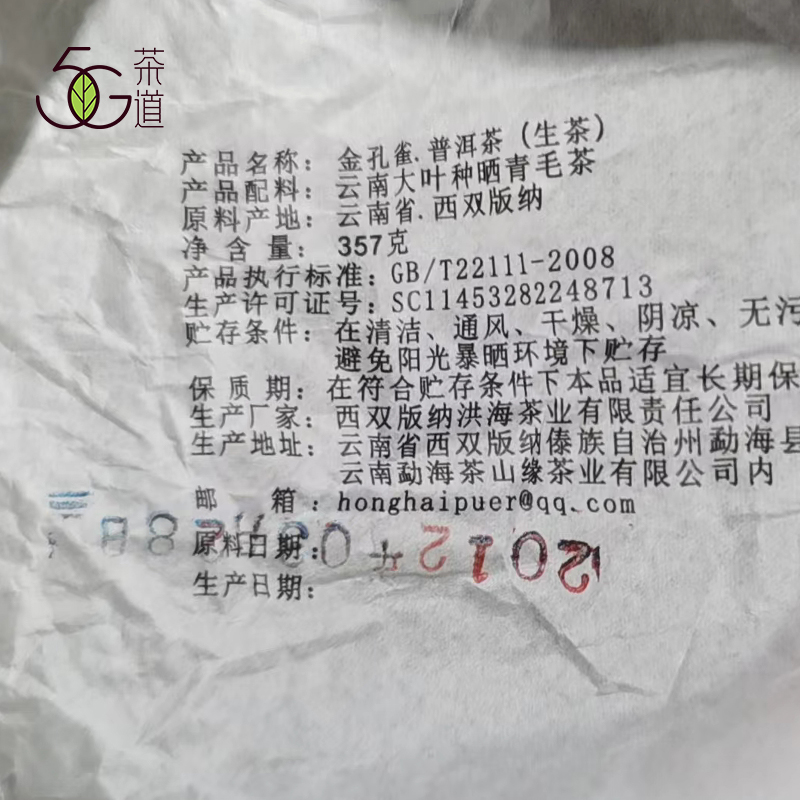 5G茶道
产品名称：金孔雀.普洱茶（生茶）
产品配料：云南大叶种晒青毛茶
原料产地：云南省.西双版纳
净 含 量：357克
产品执行标准：GB/T22111-2008
生产许可证号：SC11453282248713
贮存条件：在清洁、通风、干燥、阴凉、无污
避免阳光暴晒环境下贮存
保 质 期：在符合贮存条件下本品适宜长期保
生产厂家：西双版纳洪海茶业有限责任公司
生产地址：云南省西双版纳傣族自治州勐海县
云南勐海茶山缘茶业有限公司内
邮 箱：honghaipuer@qq.com
原料日期：
2012年
生产日期：